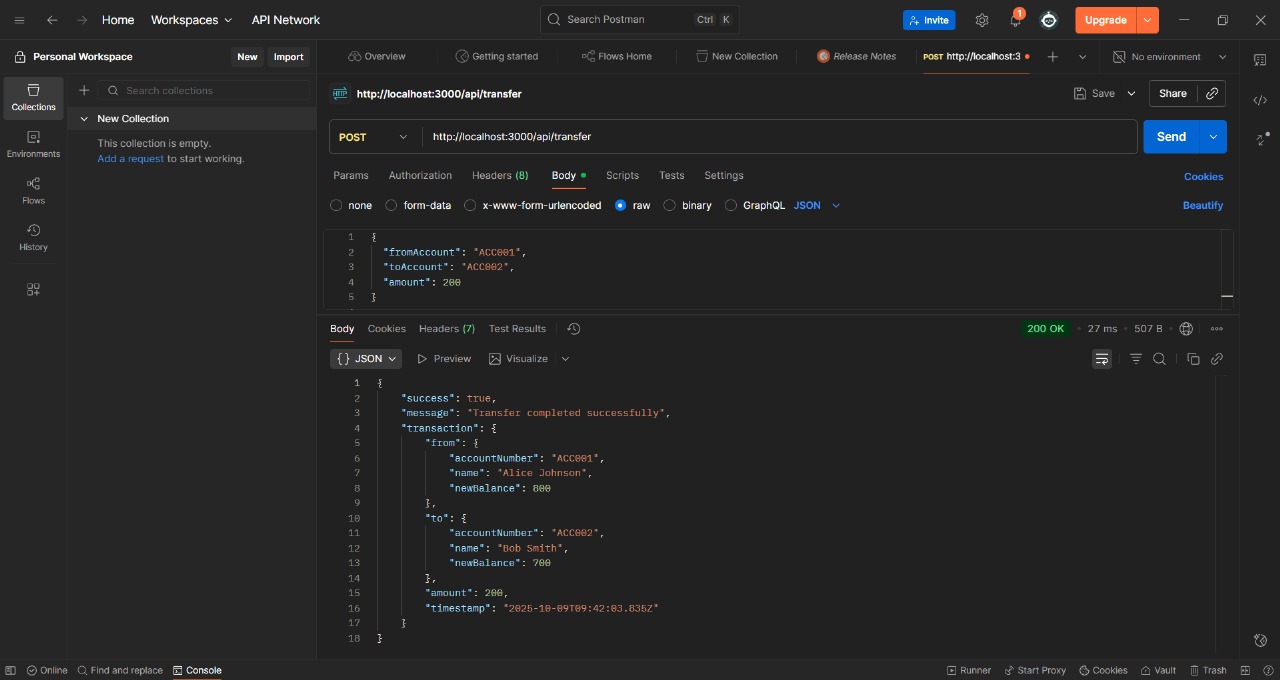 Home Workspaces API Network Search Postman Ctrl K Invite 1 Upgrade
Personal Workspace New Import Overview Getting started Flows Home New Collection Release Notes POST http://localhost:3 No environment
Collections Search collections http://localhost:3000/api/transfer Save Share
New Collection
This collection is empty.
Add a request to start working.
Environments
Flows
History
POST http://localhost:3000/api/transfer Send
Params Authorization Headers (8) Body Scripts Tests Settings Cookies
none form-data x-www-form-urlencoded raw binary GraphQL JSON Beautify
1 {
2 "fromAccount": "ACC001",
3 "toAccount": "ACC002",
4 "amount": 200
5 }
Body Cookies Headers (7) Test Results 200 OK 27 ms 507 B
{} JSON Preview Visualize
1 {
2 "success": true,
3 "message": "Transfer completed successfully",
4 "transaction": {
5 "from": {
6 "accountNumber": "ACC001",
7 "name": "Alice Johnson",
8 "newBalance": 800
9 },
10 "to": {
11 "accountNumber": "ACC002",
12 "name": "Bob Smith",
13 "newBalance": 700
14 },
15 "amount": 200,
16 "timestamp": "2025-10-09T09:42:03.835Z"
17 }
18 }
Online Find and replace Console Runner Start Proxy Cookies Vault Trash